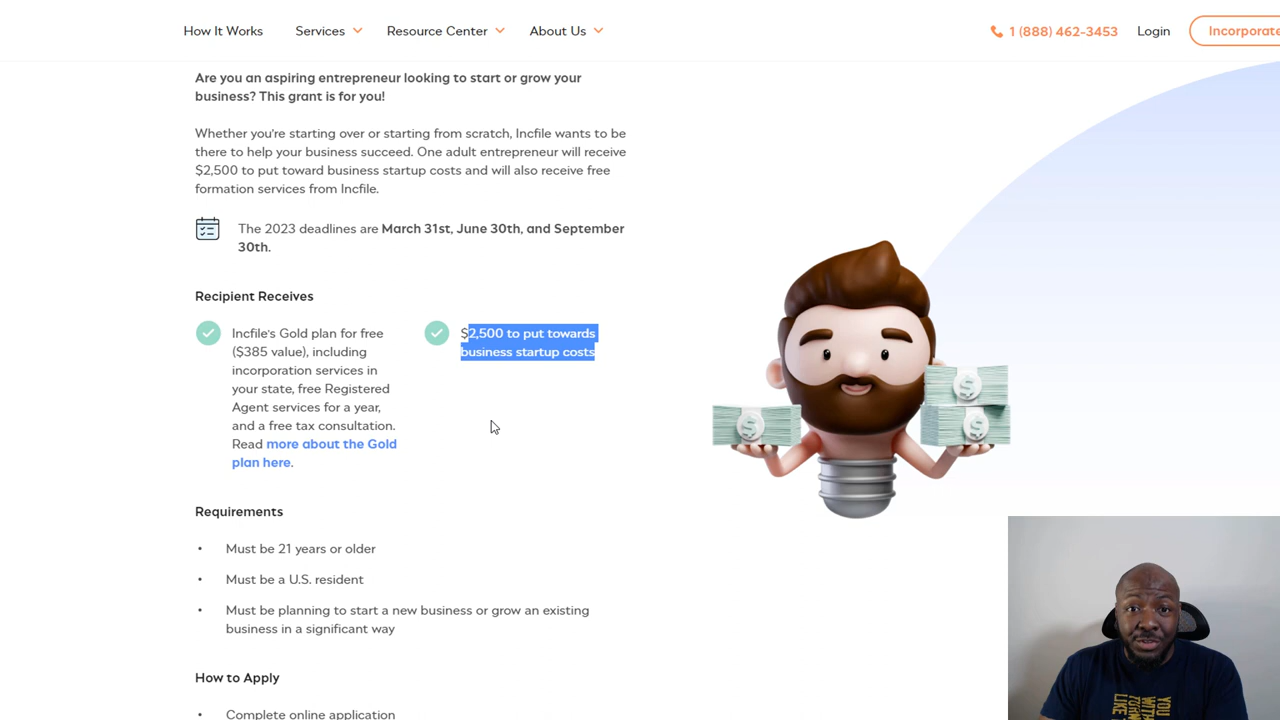 How It Works
Services
Resource Center
About Us
1 (888) 462-3453
Login
Incorporate
Are you an aspiring entrepreneur looking to start or grow your
business? This grant is for you!
Whether you're starting over or starting from scratch, Incfile wants to be
there to help your business succeed. One adult entrepreneur will receive
$2,500 to put toward business startup costs and will also receive free
formation services from Incfile.
The 2023 deadlines are March 31st, June 30th, and September
30th.
Recipient Receives
Incfile's Gold plan for free
($385 value), including
incorporation services in
your state, free Registered
Agent services for a year,
and a free tax consultation.
Read more about the Gold
plan here.
$2,500 to put towards
business startup costs
Requirements
• Must be 21 years or older
• Must be a U.S. resident
• Must be planning to start a new business or grow an existing
business in a significant way
How to Apply
• Complete online application